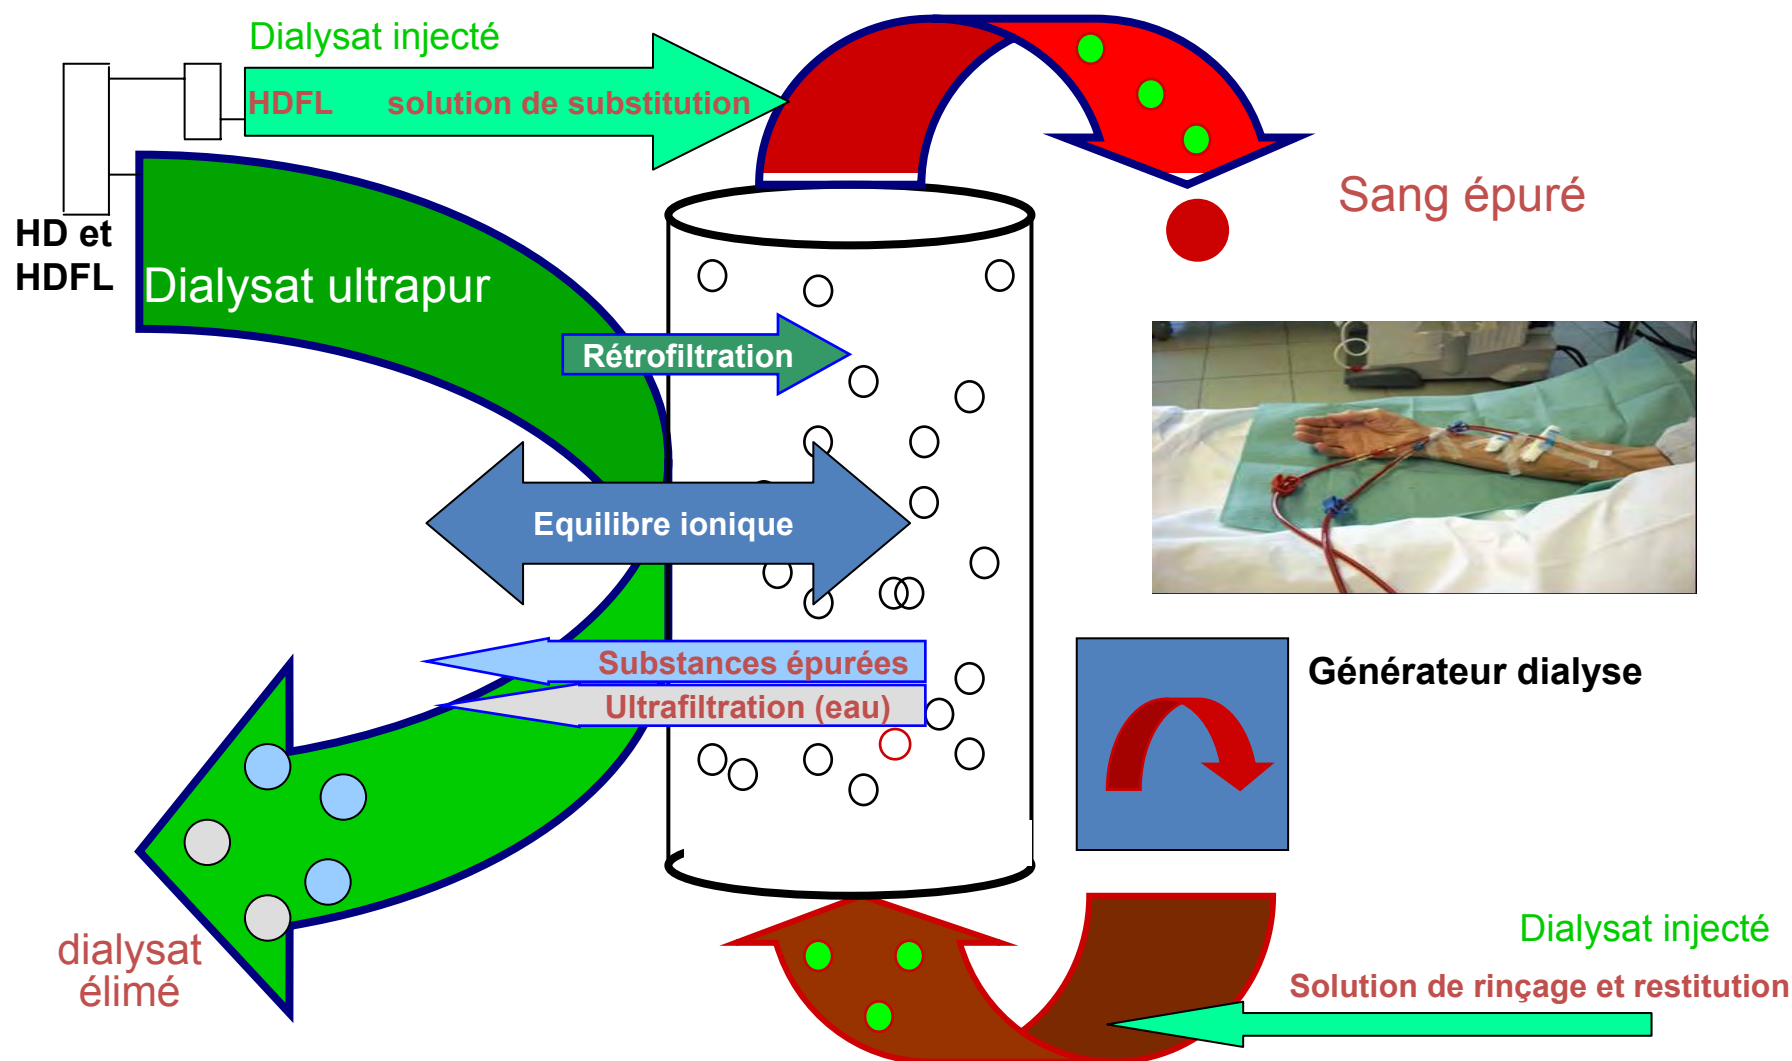 Dialysat injecté
HDFL solution de substitution
Sang épuré
HD et
HDFL
Dialysat ultrapur
Rétrofiltration
Equilibre ionique
Substances épurées
Ultrafiltration (eau)
Générateur dialyse
dialysat
élimé
Dialysat injecté
Solution de rinçage et restitution